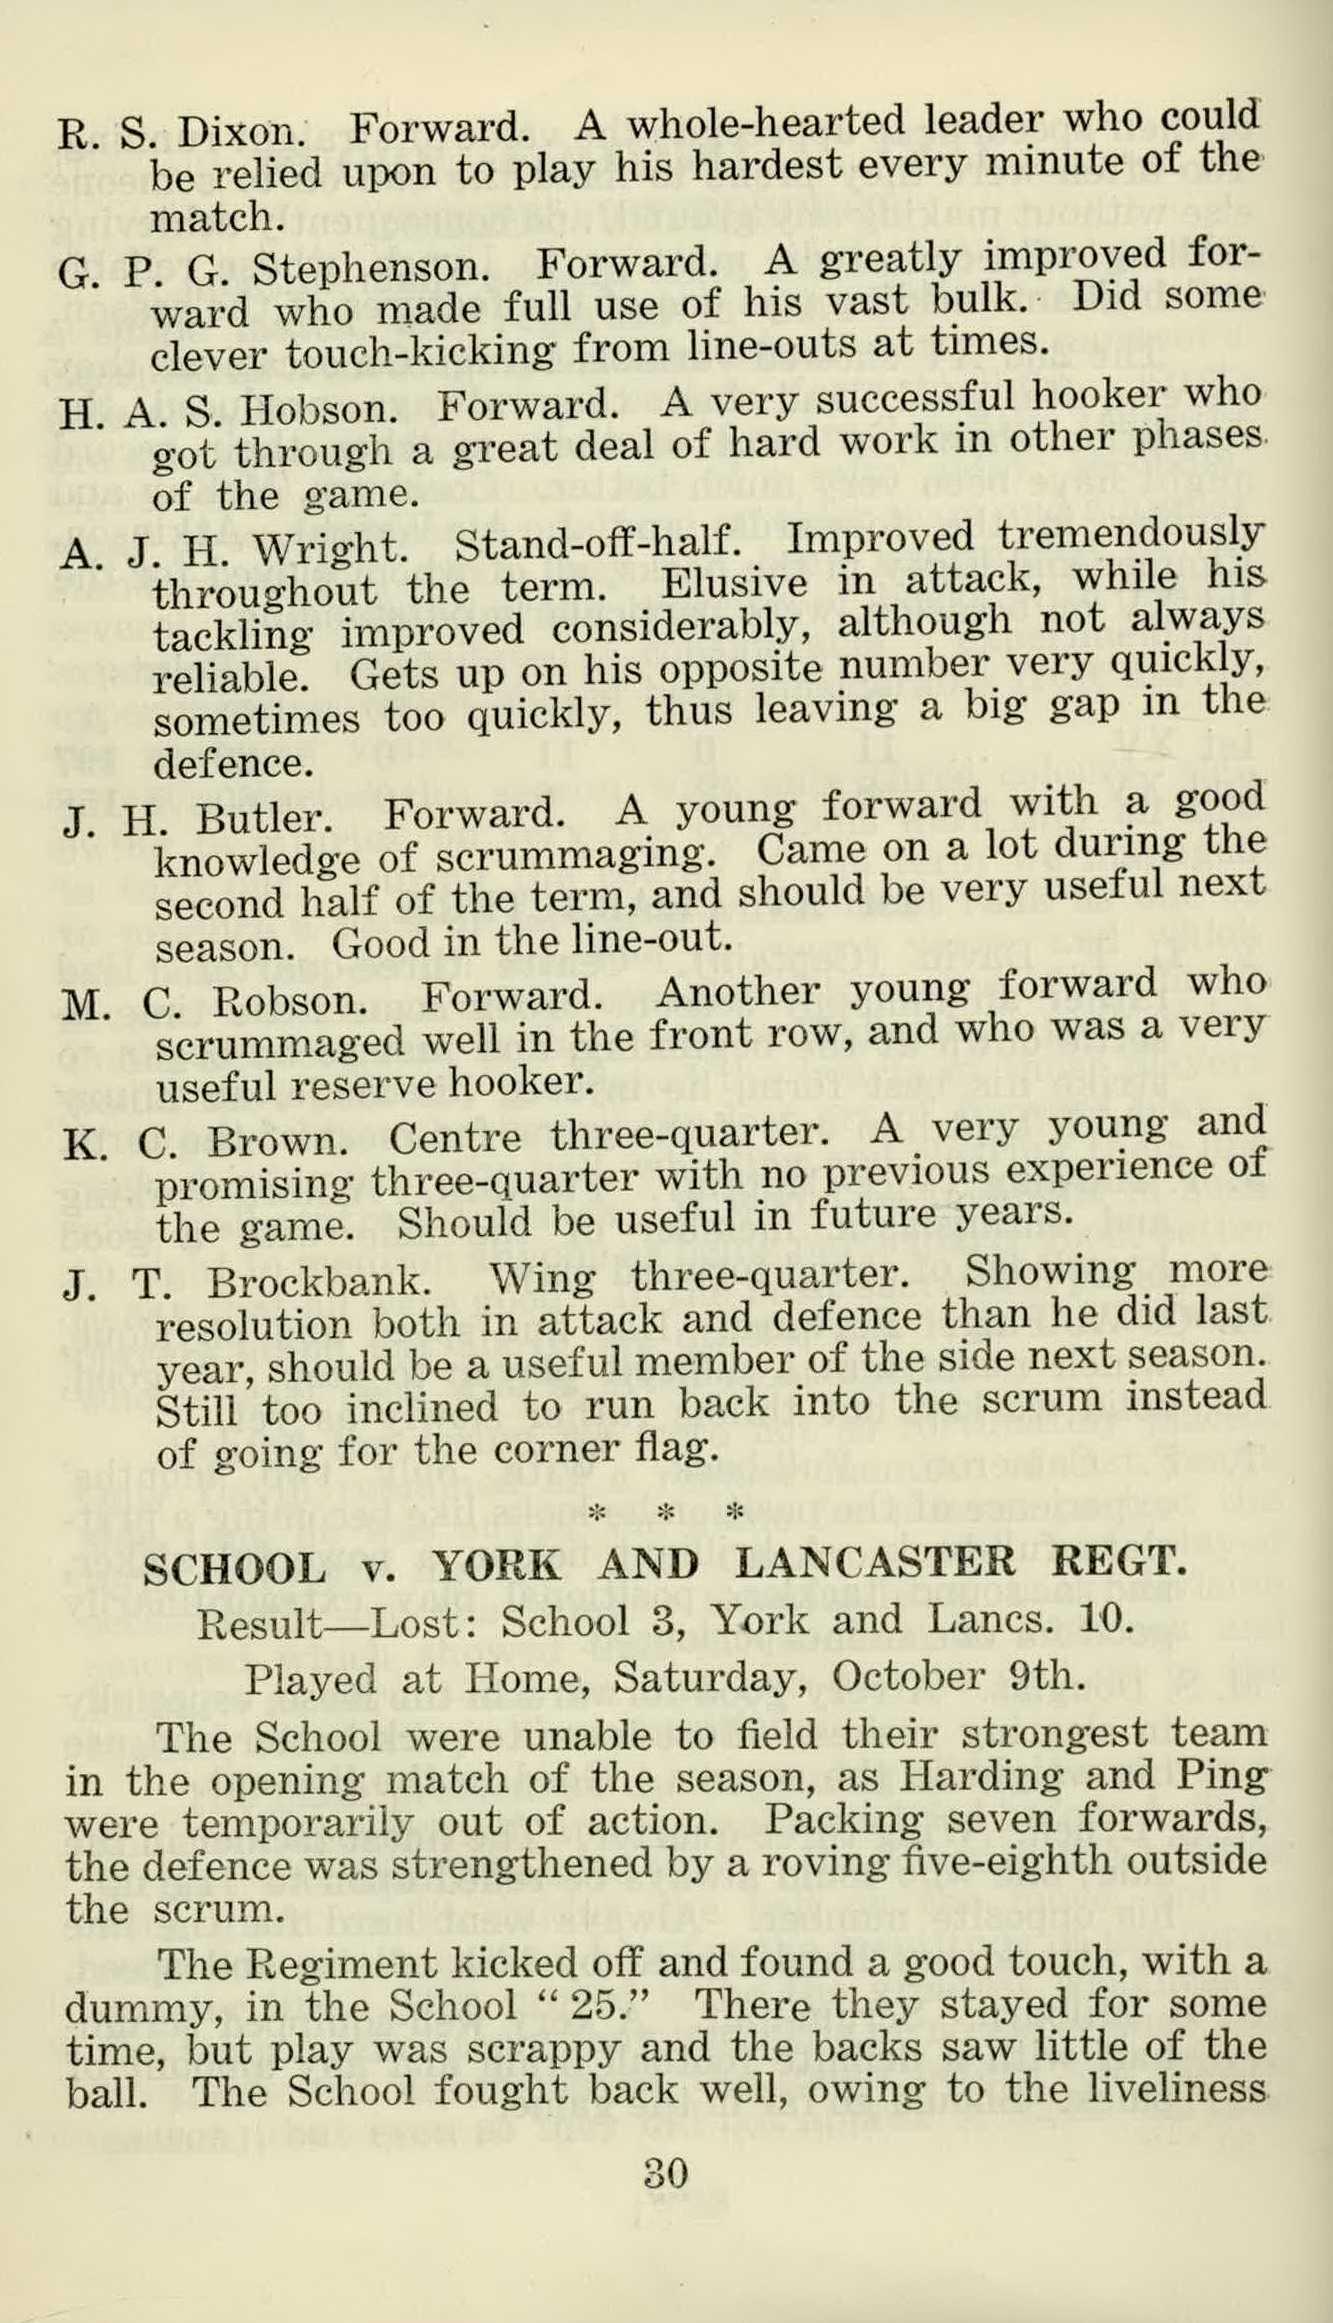 R. S. Dixon. Forward. A whole-hearted leader who could
be relied upon to play his hardest every minute of the
match.
G. P. G. Stephenson. Forward. A greatly improved for-
ward who made full use of his vast bulk. Did some
clever touch-kicking from line-outs at times.
H. A. S. Hobson. Forward. A very successful hooker who
got through a great deal of hard work in other phases
of the game.
A. J. H. Wright. Stand-off-half. Improved tremendously
throughout the term. Elusive in attack, while his
tackling improved considerably, although not always
reliable. Gets up on his opposite number very quickly,
sometimes too quickly, thus leaving a big gap in the
defence.
J. H. Butler. Forward. A young forward with a good
knowledge of scrummaging. Came on a lot during the
second half of the term, and should be very useful next
season. Good in the line-out.
M. C. Robson. Forward. Another young forward who
scrummaged well in the front row, and who was a very
useful reserve hooker.
K. C. Brown. Centre three-quarter. A very young and
promising three-quarter with no previous experience of
the game. Should be useful in future years.
J. T. Brockbank. Wing three-quarter. Showing more
resolution both in attack and defence than he did last
year, should be a useful member of the side next season.
Still too inclined to run back into the scrum instead
of going for the corner flag.
* * *
SCHOOL v. YORK AND LANCASTER REGT.
Result—Lost: School 3, York and Lancs. 10.
Played at Home, Saturday, October 9th.
The School were unable to field their strongest team
in the opening match of the season, as Harding and Ping
were temporarily out of action. Packing seven forwards,
the defence was strengthened by a roving five-eighth outside
the scrum.
The Regiment kicked off and found a good touch, with a
dummy, in the School "25." There they stayed for some
time, but play was scrappy and the backs saw little of the
ball. The School fought back well, owing to the liveliness
30